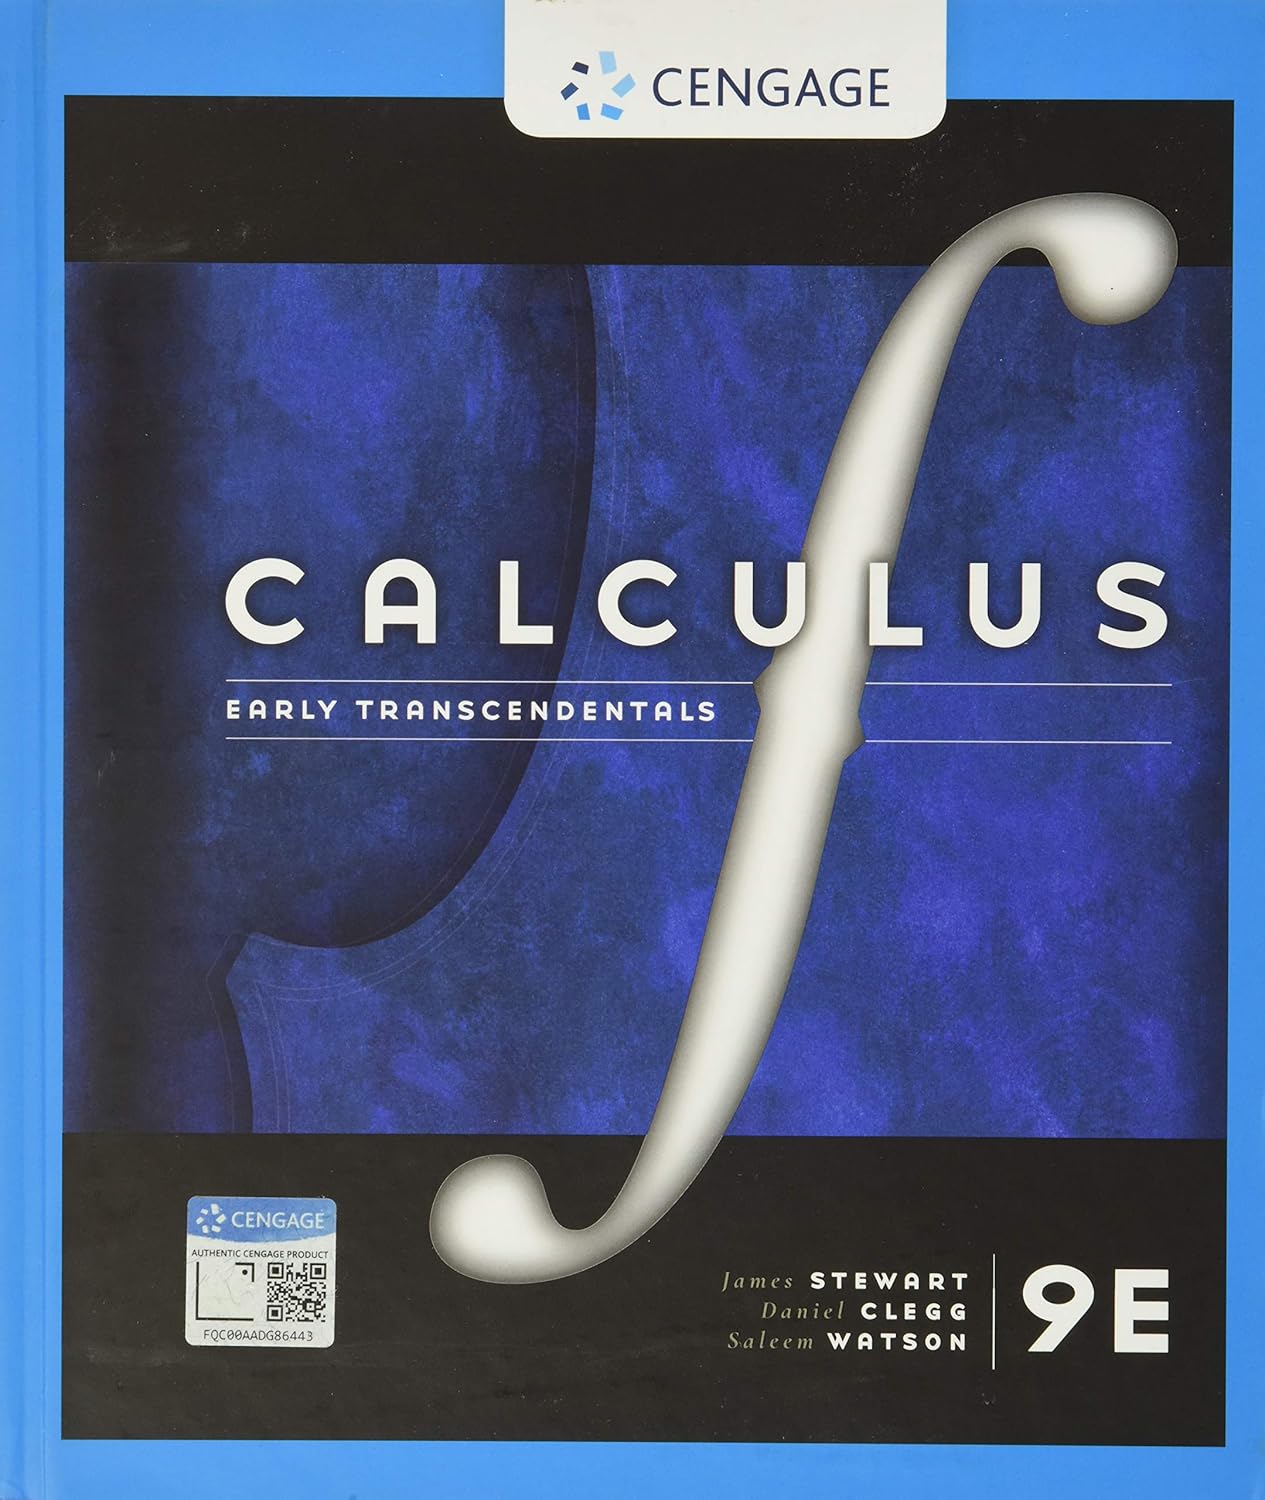 CENGAGE
CALCULUS
EARLY TRANSCENDENTALS
CENGAGE
AUTHENTIC CENGAGE PRODUCT
FQC00AADG86443
James STEWART
Daniel CLEGG
Saleem WATSON
9E